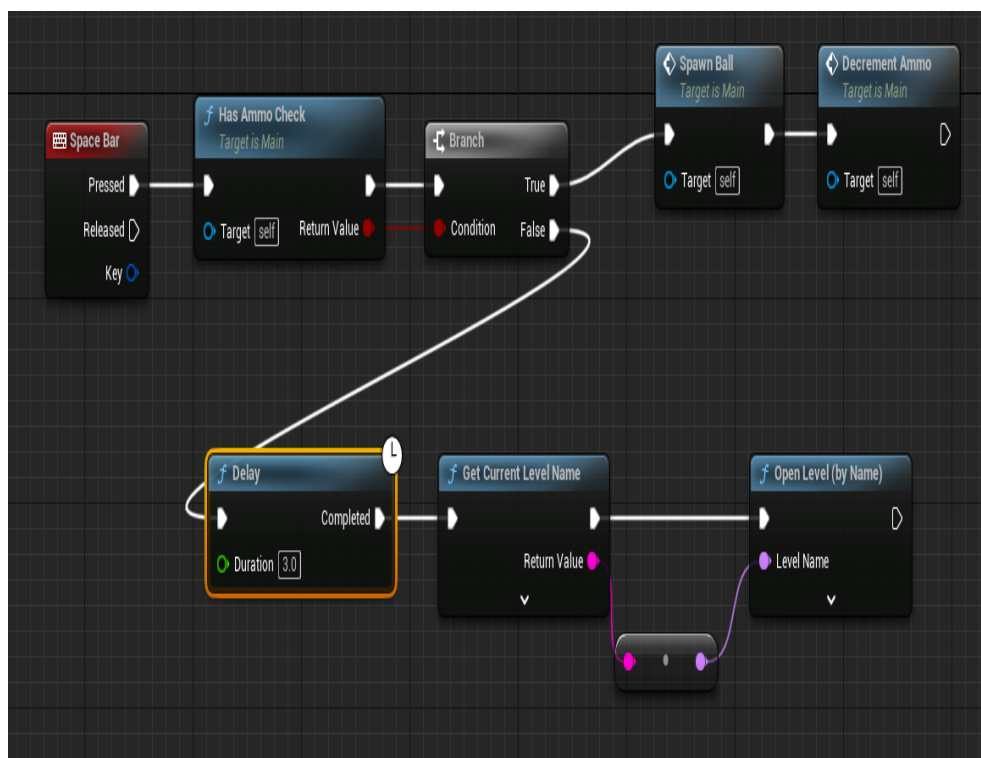 Space Bar
Pressed
Released
Key
Has Ammo Check
Target is Main
Target self Return Value
Branch
True
Condition False
Spawn Ball
Target is Main
Target self
Decrement Ammo
Target is Main
Target self
Delay
Completed
Duration 3.0
Get Current Level Name
Return Value
Open Level (by Name)
Level Name